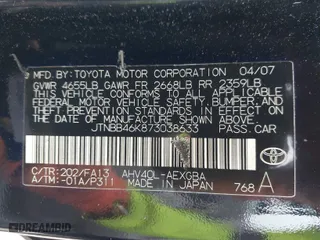 MFD. BY: TOYOTA MOTOR CORPORATION 04/07
GVWR 4655LB GAWR FR 2668LB RR 2359LB
THIS VEHICLE CONFORMS TO ALL APPLICABLE
FEDERAL MOTOR VEHICLE SAFETY, BUMPER, AND
THEFT PREVENTION STANDARDS IN EFFECT ON
THE DATE OF MANUFACTURE SHOWN ABOVE.
JTNBB46K873038633 PASS. CAR
C/TR: 202/FA13 AHV40L-AEXGBA
A/TM: -01A/P311 MADE IN JAPAN 768 A
TOYOTA